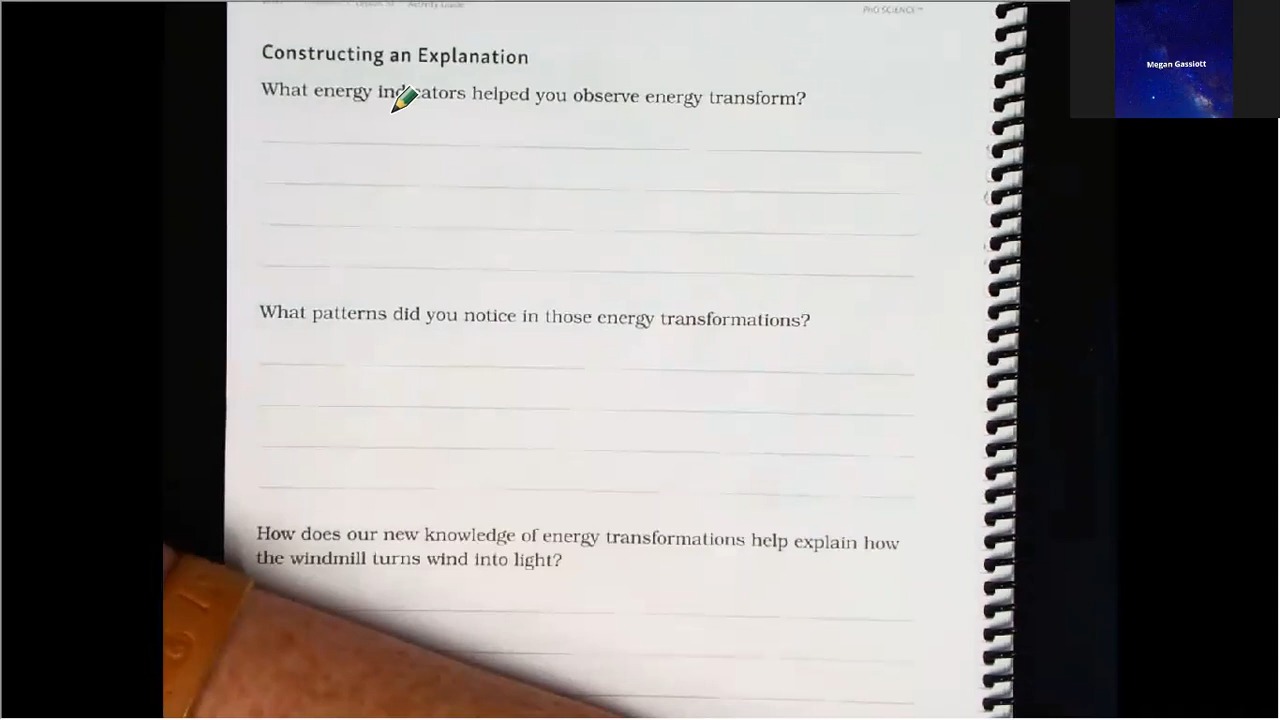 PhD SCIENCE™
Constructing an Explanation
What energy indicators helped you observe energy transform?
What patterns did you notice in those energy transformations?
How does our new knowledge of energy transformations help explain how
the windmill turns wind into light?
Megan Gassiott